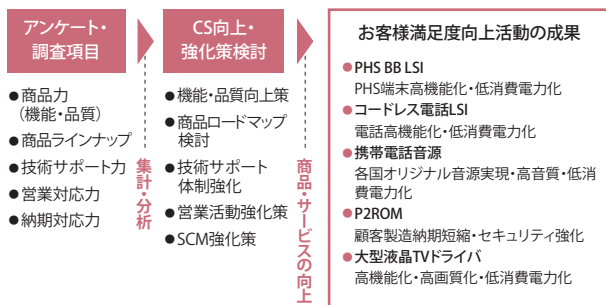 アンケート・
調査項目
●商品力
（機能・品質）
●商品ラインナップ
●技術サポート力
●営業対応力
●納期対応力
集計・分析
CS向上・
強化策検討
●機能・品質向上策
●商品ロードマップ
検討
●技術サポート
体制強化
●営業活動強化策
●SCM強化策
商品・サービスの向上
お客様満足度向上活動の成果
●PHS BB LSI
PHS端末高機能化・低消費電力化
●コードレス電話LSI
電話高機能化・低消費電力化
●携帯電話音源
各国オリジナル音源実現・高音質・低消
費電力化
●P2ROM
顧客製造納期短縮・セキュリティ強化
●大型液晶TVドライバ
高機能化・高画質化・低消費電力化